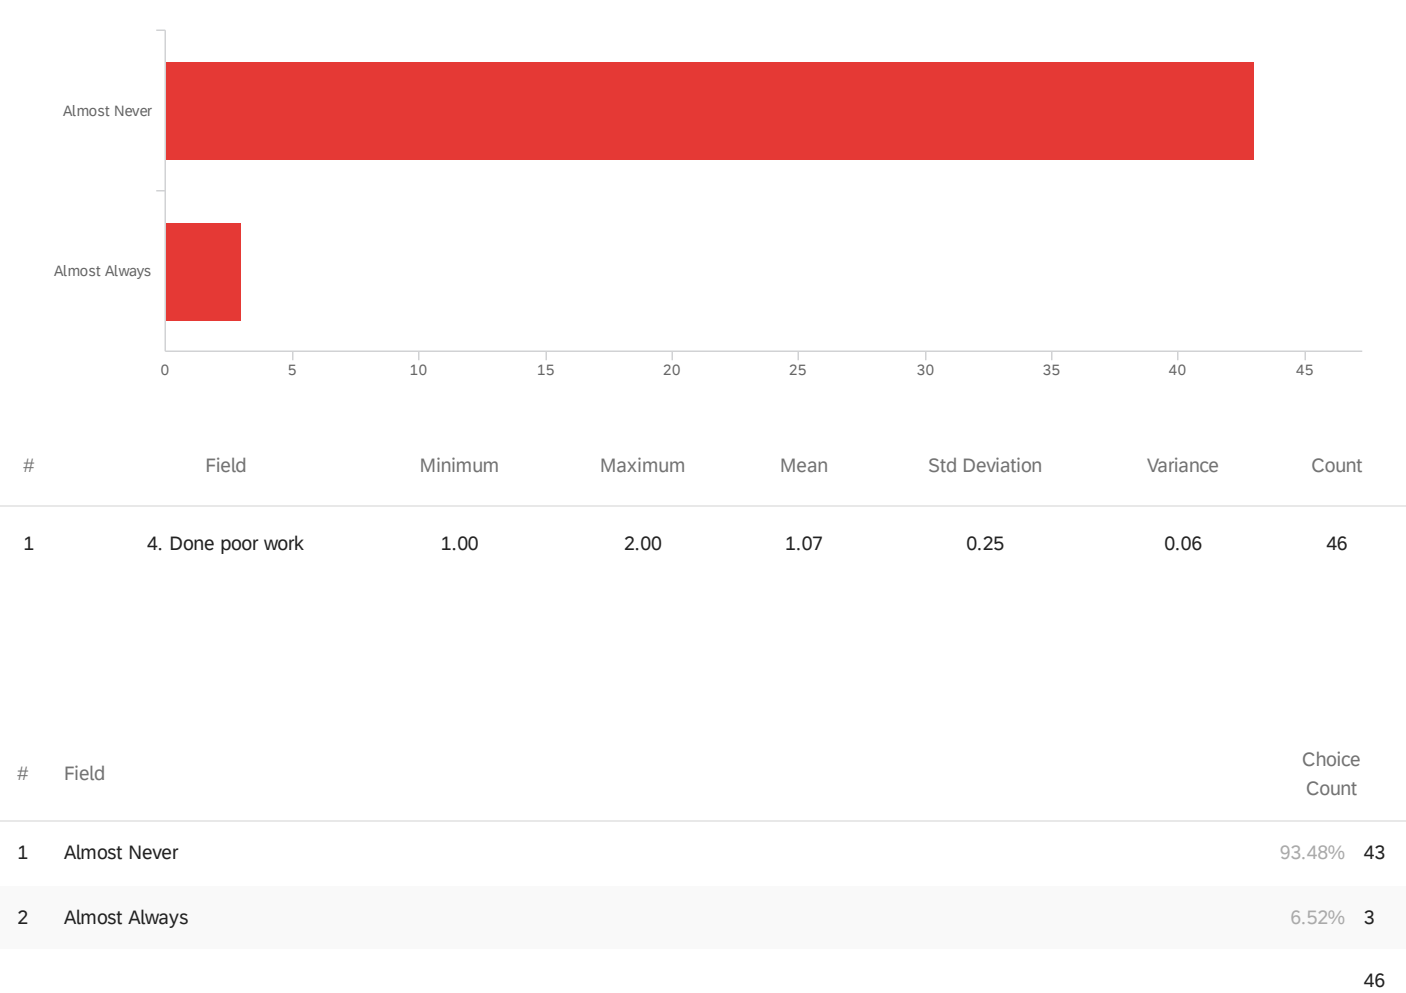 Almost Never
Almost Always
0 5 10 15 20 25 30 35 40 45
# Field Minimum Maximum Mean Std Deviation Variance Count
1 4. Done poor work 1.00 2.00 1.07 0.25 0.06 46
# Field Choice
Count
1 Almost Never 93.48% 43
2 Almost Always 6.52% 3
46